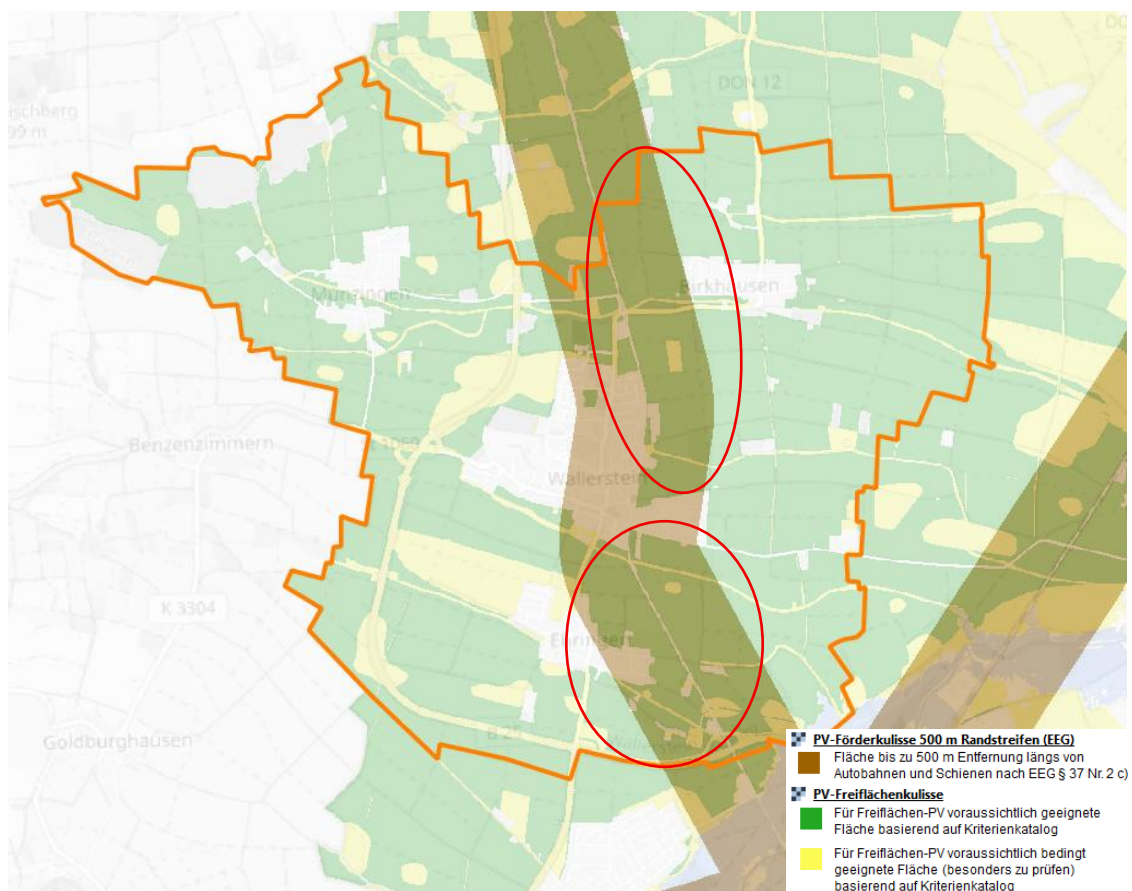 DON 12
99 m
Birkhausen
Munzingen
Benzenzimmern
Wallerstein
K 3304
Ehringen
B 25
Goldburghausen
PV-Förderkulisse 500 m Randstreifen (EEG)
Fläche bis zu 500 m Entfernung längs von
Autobahnen und Schienen nach EEG § 37 Nr. 2 c)
PV-Freiflächenkulisse
Für Freiflächen-PV voraussichtlich geeignete
Fläche basierend auf Kriterienkatalog
Für Freiflächen-PV voraussichtlich bedingt
geeignete Fläche (besonders zu prüfen)
basierend auf Kriterienkatalog